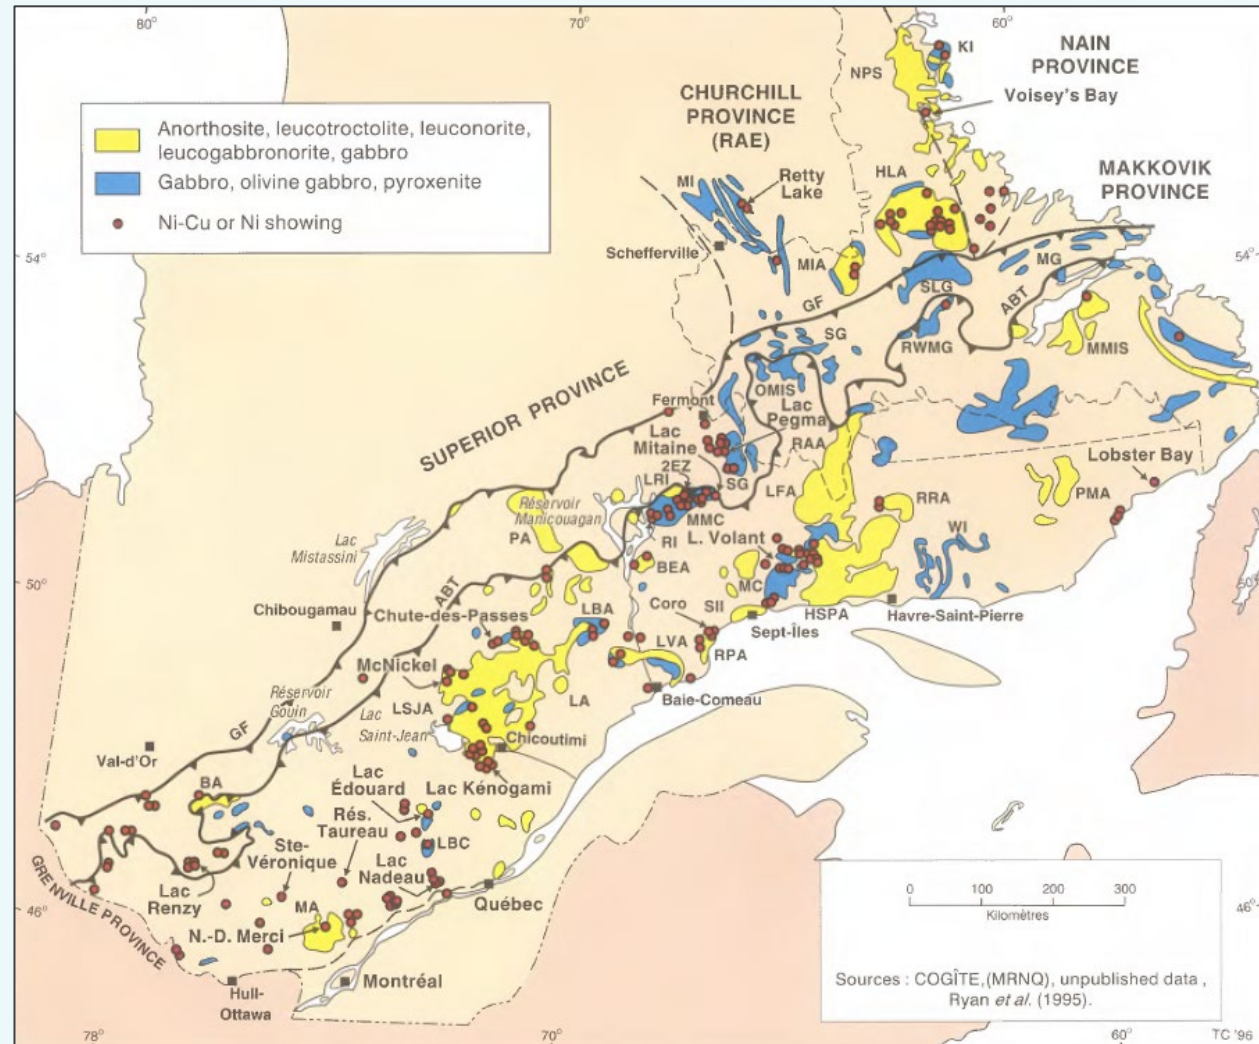 80°
70°
60°
KI
NAIN
PROVINCE
NPS
Voisey's Bay
CHURCHILL
PROVINCE
(RAE)
Anorthosite, leucotroctolite, leuconorite,
leucogabbronorite, gabbro
Gabbro, olivine gabbro, pyroxenite
Ni-Cu or Ni showing
MI
Retty
Lake
HLA
MAKKOVIK
PROVINCE
Schefferville
54°
MIA
MG
54°
SLG
ABT
GF
SG
RWMG
MMIS
SUPERIOR PROVINCE
OMIS
Fermont
Lac
Pegma
Lac
Mitaine
RAA
2EZ
Lobster Bay
LRI
SG
LFA
RRA
PMA
Réservoir
Manicouagan
MMC
PA
L. Volant
WI
Lac
Mistassini
RI
BEA
50°
50°
ABT
MC
Chibougamau
Chute-des-Passes
LBA
Coro
SII
HSPA
Havre-Saint-Pierre
Sept-Îles
LVA
RPA
McNickel
LA
Baie-Comeau
Réservoir
Gouin
LSJA
Lac
Saint-Jean
GF
Chicoutimi
Val-d'Or
BA
Lac
Édouard
Lac Kénogami
Rés.
Taureau
Ste-
Véronique
LBC
Lac
Nadeau
Lac
Renzy
Québec
GRENVILLE PROVINCE
MA
N.-D. Merci
46°
46°
0 100 200 300
Kilomètres
Montréal
Hull-
Ottawa
Sources : COGÎTE,(MRNQ), unpublished data ,
Ryan et al. (1995).
78°
70°
60°
TC '96